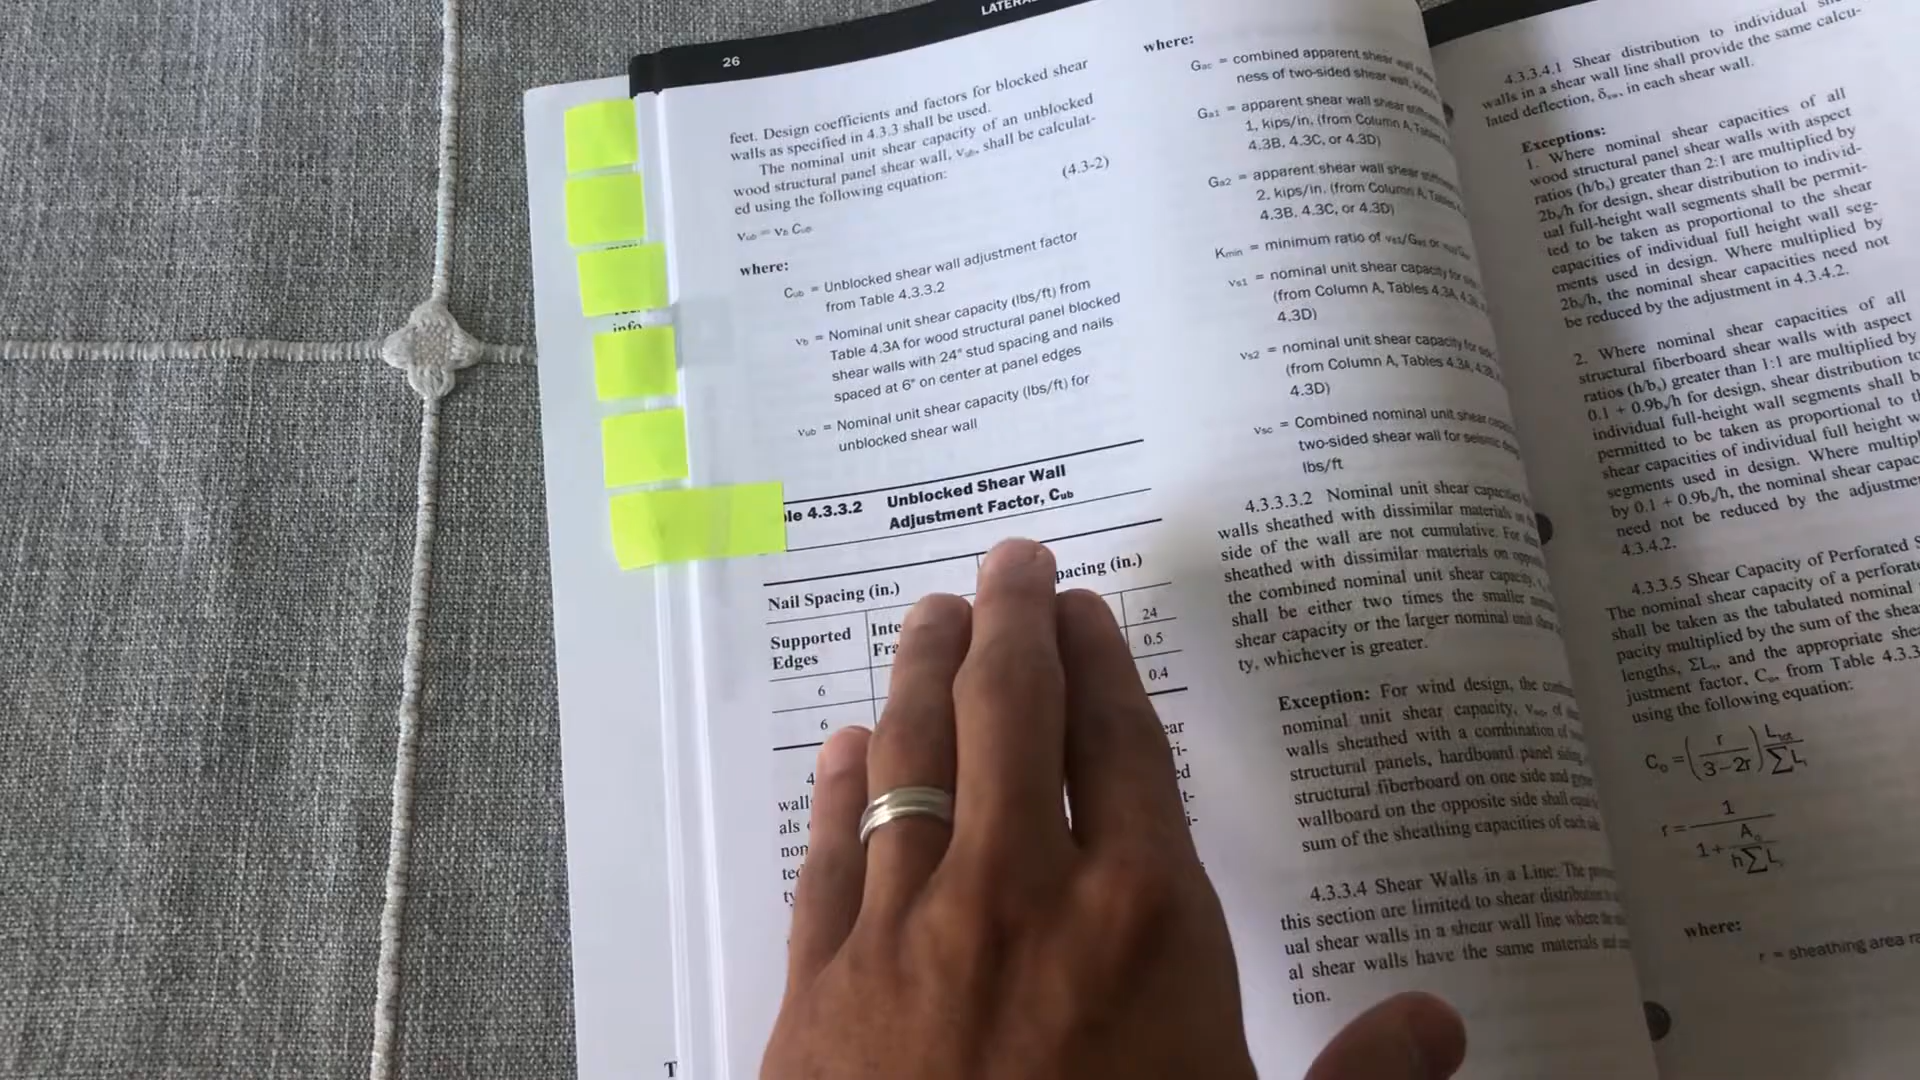 26
feet. Design coefficients and factors for blocked shear
walls as specified in 4.3.3 shall be used.
The nominal unit shear capacity of an unblocked
wood structural panel shear wall, vub, shall be calculat-
ed using the following equation:
(4.3-2)
vub = vb Cub
where:
Cub = Unblocked shear wall adjustment factor
from Table 4.3.3.2
vb = Nominal unit shear capacity (lbs/ft) from
Table 4.3A for wood structural panel blocked
shear walls with 24" stud spacing and nails
spaced at 6" on center at panel edges
vub = Nominal unit shear capacity (lbs/ft) for
unblocked shear wall
4.3.3.2 Unblocked Shear Wall
Adjustment Factor, Cub
Nail Spacing (in.)
(in.)
Supported
Edges
24
6 0.5
6 0.4
where:
Gac = combined apparent shear wall
ness of two-sided shear wall,
Ga1 = apparent shear wall shear
1, kips/in. (from Column A,
4.3B, 4.3C, or 4.3D)
Ga2 = apparent shear wall shear
2, kips/in. (from Column A,
4.3B, 4.3C, or 4.3D)
Kmin = minimum ratio of vs1/Ga1 or
vs1 = nominal unit shear capacity for
(from Column A, Tables 4.3A,
4.3D)
vs2 = nominal unit shear capacity for
(from Column A, Tables 4.3A,
4.3D)
vsc = Combined nominal unit shear
two-sided shear wall for seismic
lbs/ft
4.3.3.3.2 Nominal unit shear
walls sheathed with dissimilar materials
side of the wall are not cumulative. For
sheathed with dissimilar materials on
the combined nominal unit shear capacity,
shall be either two times the smaller
shear capacity or the larger nominal unit
ty, whichever is greater.
Exception: For wind design, the
nominal unit shear capacity, of
walls sheathed with a combination of
structural panels, hardboard panel
structural fiberboard on one side and
wallboard on the opposite side shall
sum of the sheathing capacities of each
4.3.3.4 Shear Walls in a Line: The
this section are limited to shear distribution
ual shear walls in a shear wall line where
al shear walls have the same materials and
tion.
4.3.3.4.1 Shear distribution to individual
walls in a shear wall line shall provide the same calcu-
lated deflection, in each shear wall.
Exceptions:
1. Where nominal shear capacities of all
wood structural panel shear walls with aspect
ratios (h/bs) greater than 2:1 are multiplied by
2bs/h for design, shear distribution to individ-
ual full-height wall segments shall be permit-
ted to be taken as proportional to the shear
capacities of individual full height wall seg-
ments used in design. Where multiplied by
2bs/h, the nominal shear capacities need not
be reduced by the adjustment in 4.3.4.2.
2. Where nominal shear capacities of all
structural fiberboard shear walls with aspect
ratios (h/bs) greater than 1:1 are multiplied by
0.1 + 0.9bs/h for design, shear distribution to
individual full-height wall segments shall
permitted to be taken as proportional to
shear capacities of individual full height
segments used in design. Where
by 0.1 + 0.9bs/h, the nominal shear
need not be reduced by the
4.3.4.2.
4.3.3.5 Shear Capacity of Perforated
The nominal shear capacity of a
shall be taken as the tabulated nominal
pacity multiplied by the sum of the
lengths, ΣLi, and the appropriate
justment factor, Co, from Table
using the following equation:
Co = (r / 3−2r) Ltot / ΣLi
r = 1 / (1 + Ao / hΣLi)
where:
r = sheathing area